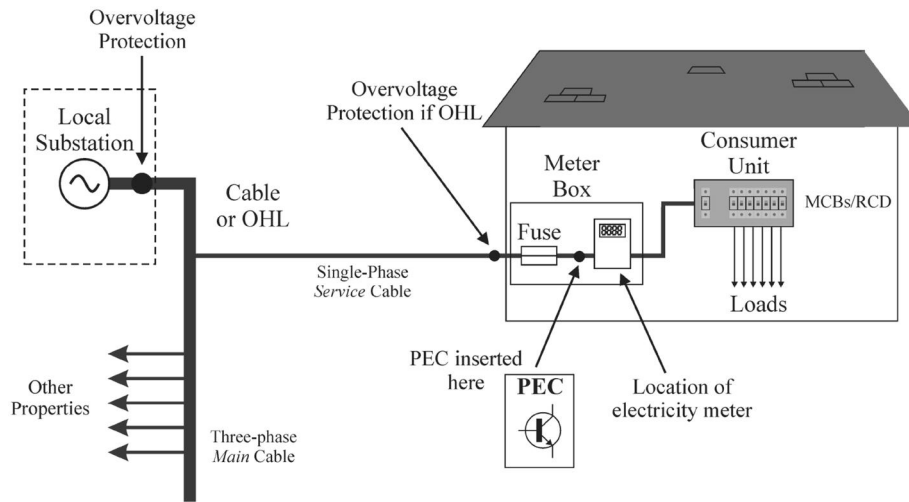 Overvoltage
Protection
Local
Substation
Cable
or OHL
Overvoltage
Protection if OHL
Single-Phase
Service Cable
Meter
Box
Fuse
8888
Consumer
Unit
MCBs/RCD
Loads
PEC inserted
here
PEC
Location of
electricity meter
Other
Properties
Three-phase
Main Cable